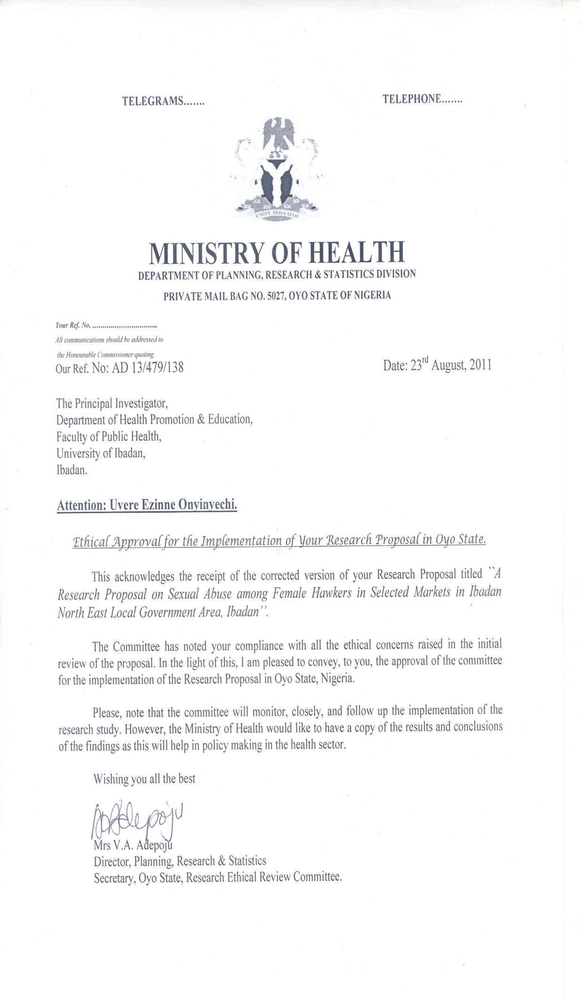 TELEGRAMS.......
TELEPHONE.......
UNITY AND FAITH
MINISTRY OF HEALTH
DEPARTMENT OF PLANNING, RESEARCH & STATISTICS DIVISION
PRIVATE MAIL BAG NO. 5027, OYO STATE OF NIGERIA
Your Ref. No. ................................
All communications should be addressed to
the Honourable Commissioner quoting
Our Ref. No: AD 13/479/138
Date: 23rd August, 2011
The Principal Investigator,
Department of Health Promotion & Education,
Faculty of Public Health,
University of Ibadan,
Ibadan.
Attention: Uvere Ezinne Onyinyechi.
Ethical Approval for the Implementation of Your Research Proposal in Oyo State.
This acknowledges the receipt of the corrected version of your Research Proposal titled ``A
Research Proposal on Sexual Abuse among Female Hawkers in Selected Markets in Ibadan
North East Local Government Area, Ibadan''.
The Committee has noted your compliance with all the ethical concerns raised in the initial
review of the proposal. In the light of this, I am pleased to convey, to you, the approval of the committee
for the implementation of the Research Proposal in Oyo State, Nigeria.
Please, note that the committee will monitor, closely, and follow up the implementation of the
research study. However, the Ministry of Health would like to have a copy of the results and conclusions
of the findings as this will help in policy making in the health sector.
Wishing you all the best
Adepoju
Mrs V.A. Adepoju
Director, Planning, Research & Statistics
Secretary, Oyo State, Research Ethical Review Committee.